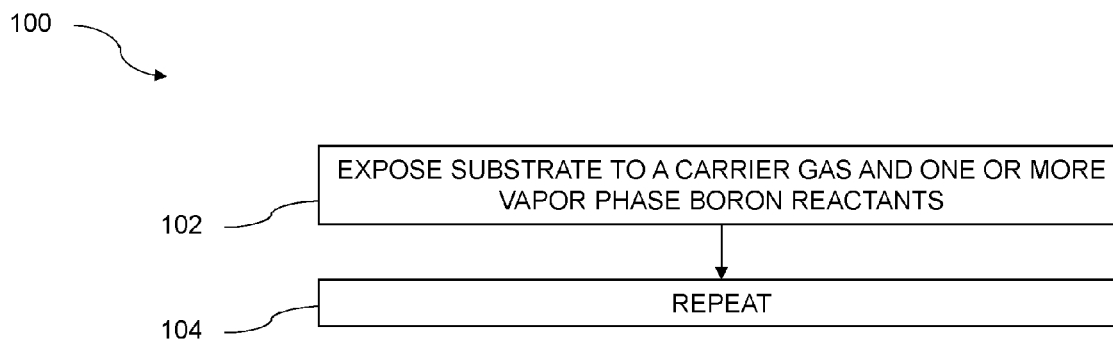 100
EXPOSE SUBSTRATE TO A CARRIER GAS AND ONE OR MORE
VAPOR PHASE BORON REACTANTS
102
REPEAT
104